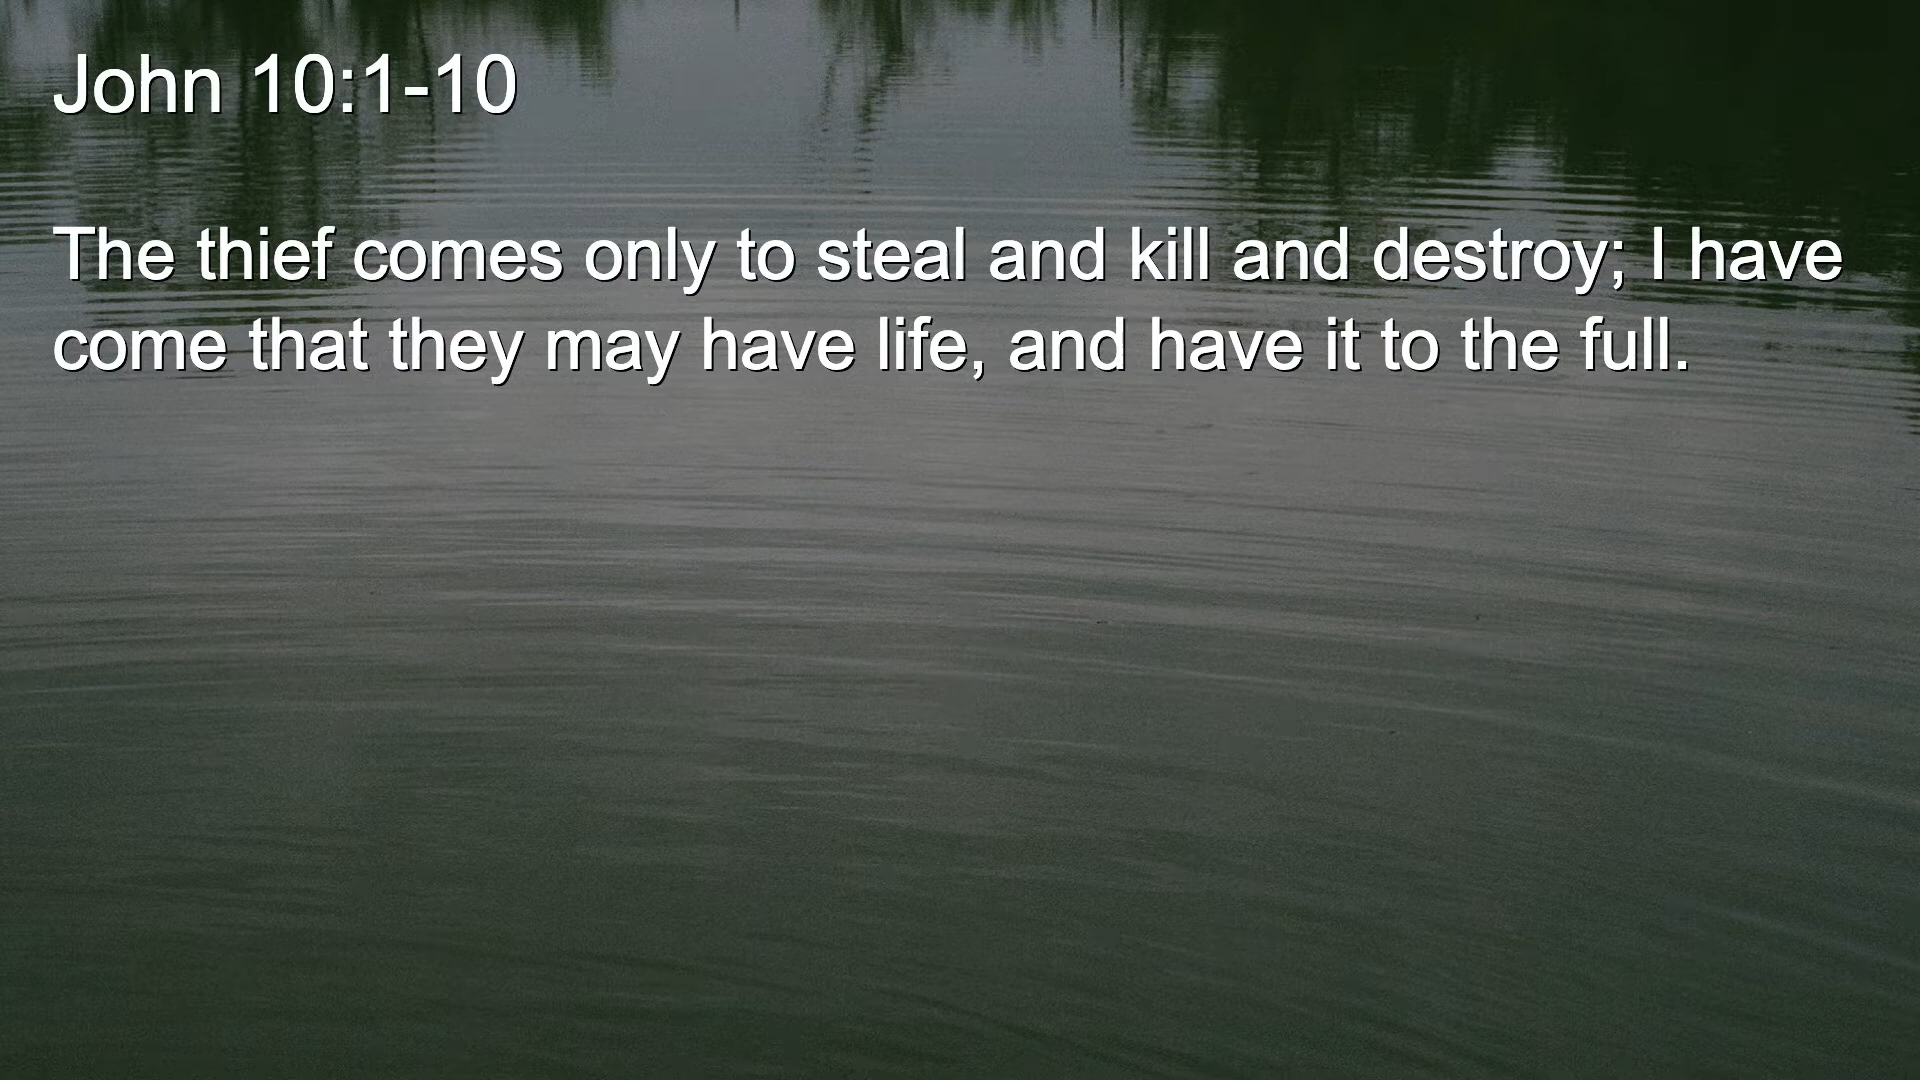 John 10:1-10
The thief comes only to steal and kill and destroy; I have
come that they may have life, and have it to the full.